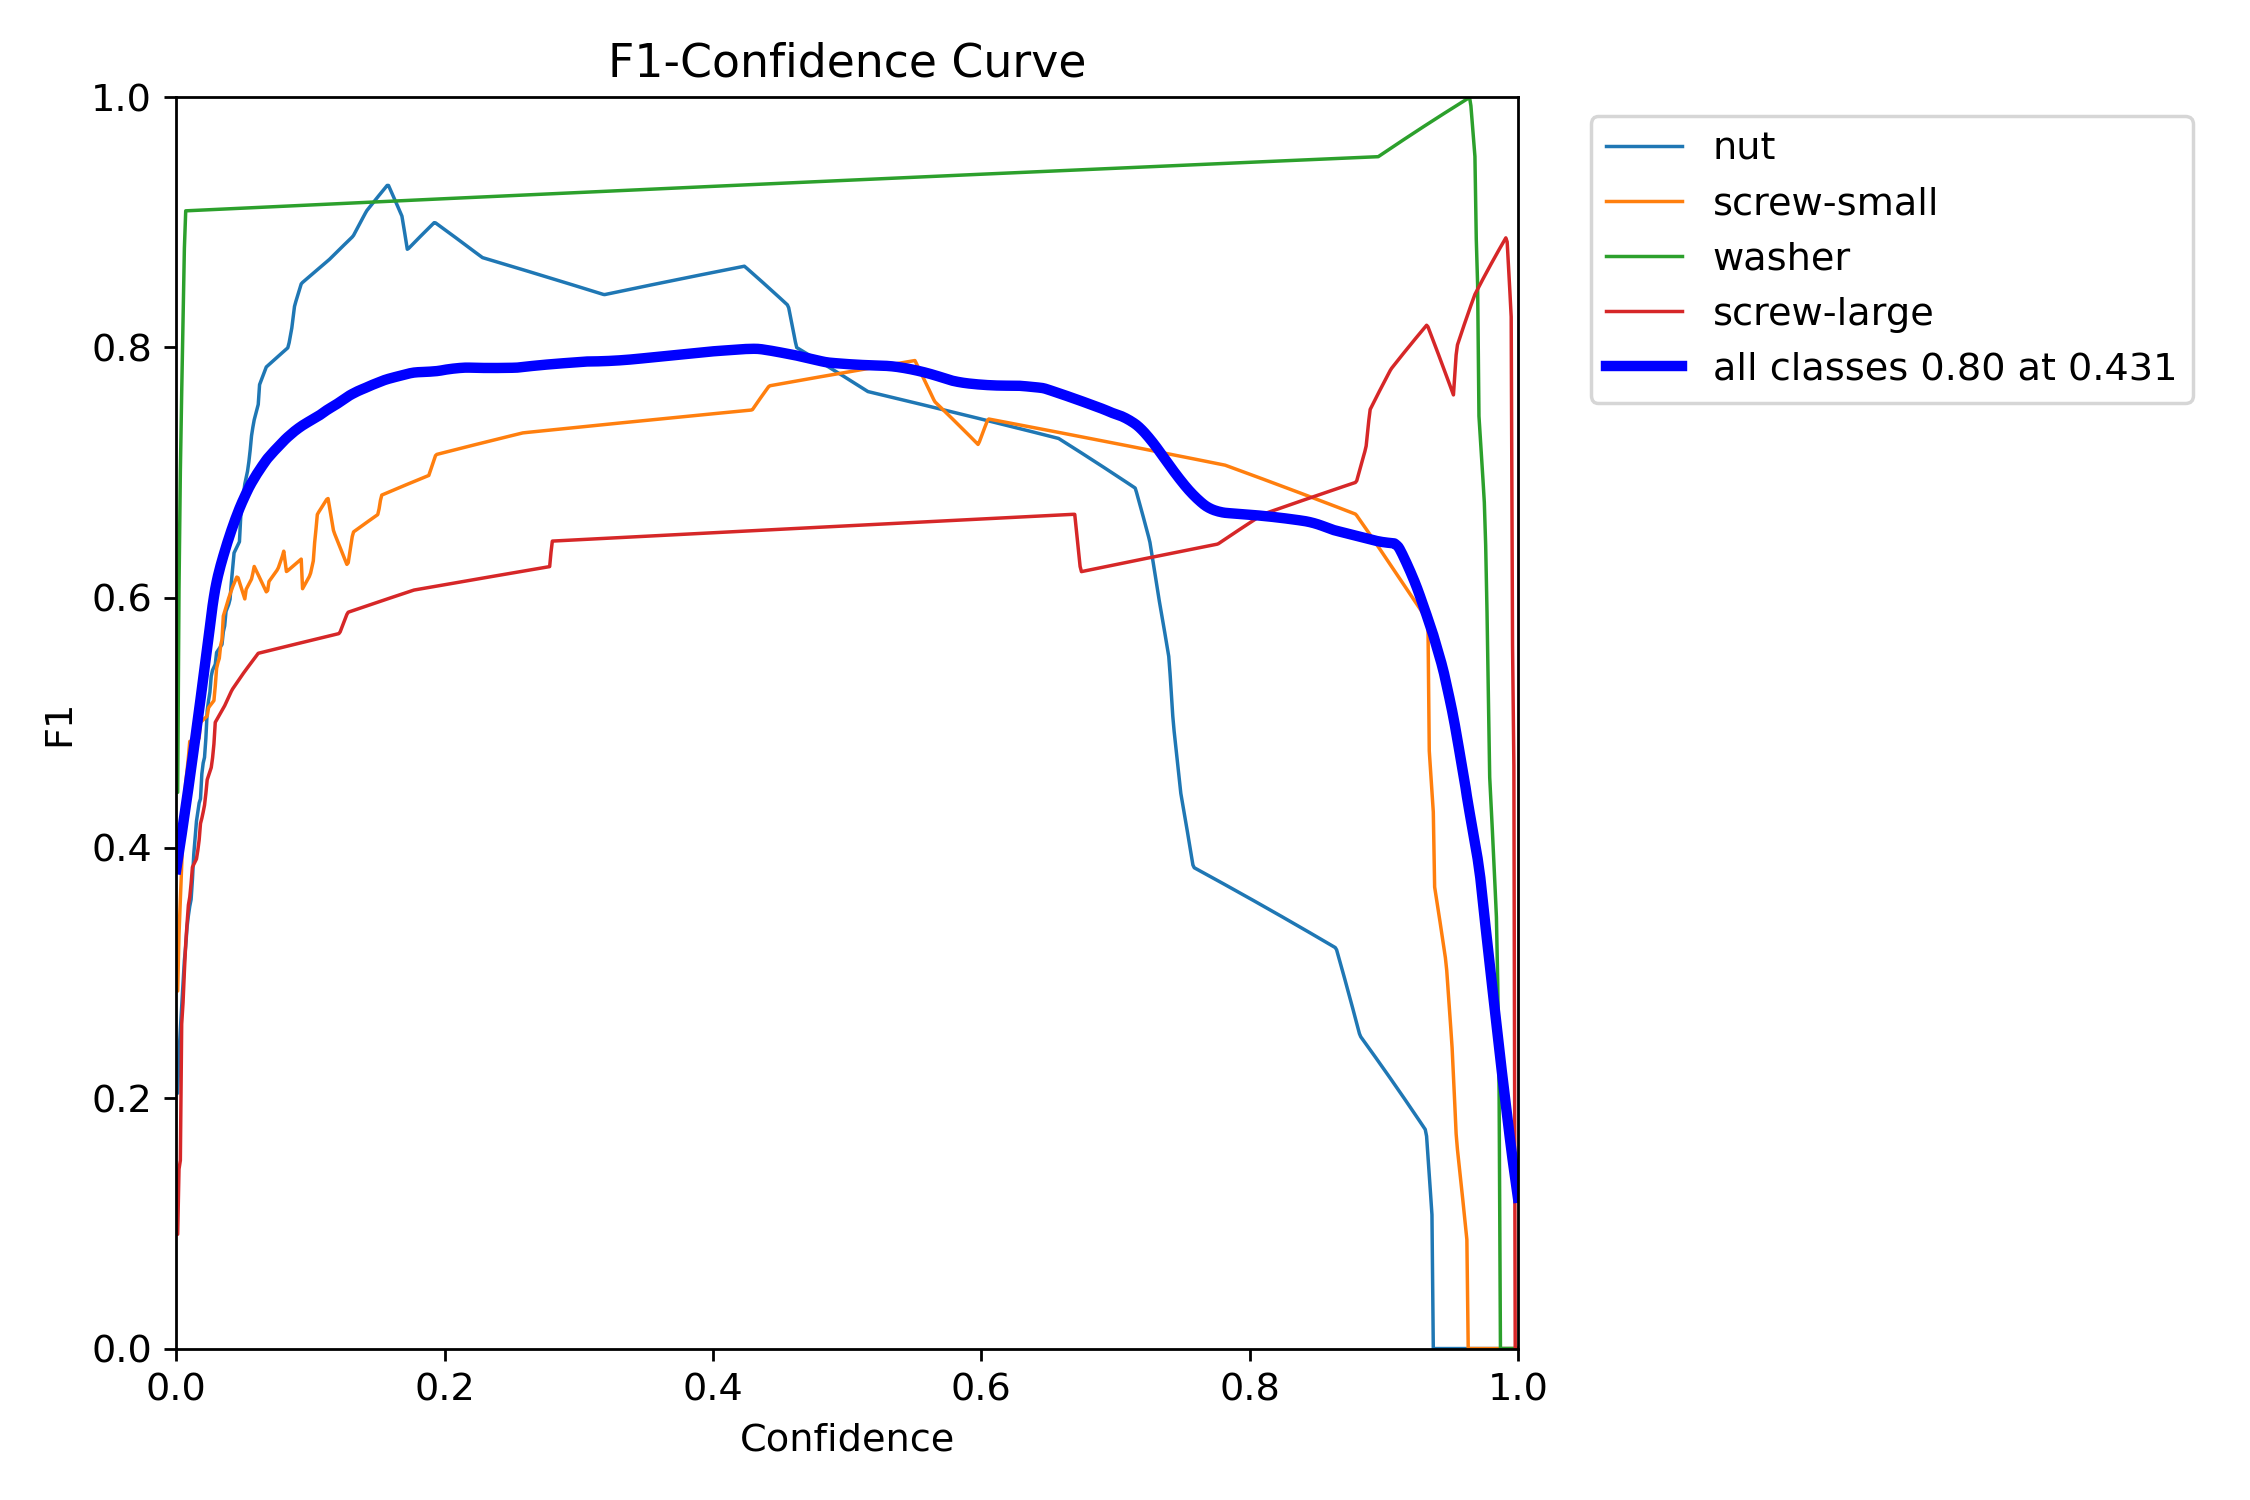 F1-Confidence Curve
1.0
0.8
0.6
0.4
0.2
0.0
F1
0.0 0.2 0.4 0.6 0.8 1.0
Confidence
nut
screw-small
washer
screw-large
all classes 0.80 at 0.431